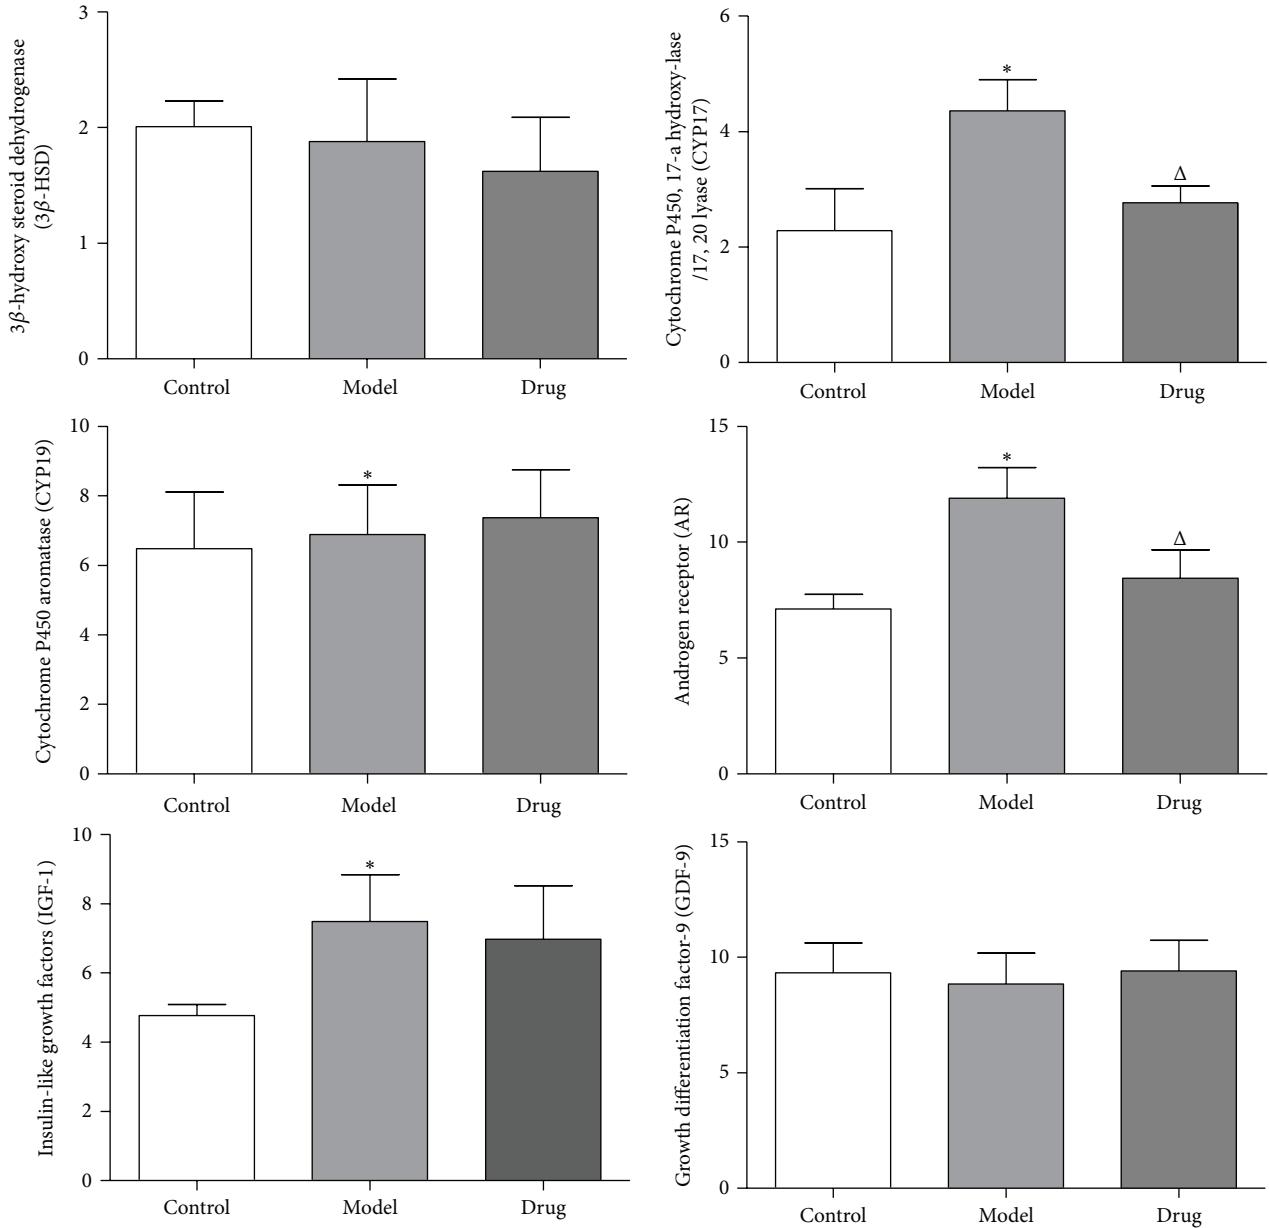 3β-hydroxy steroid dehydrogenase
(3β-HSD)
3
2
1
0
Control
Model
Drug
Cytochrome P450, 17-a hydroxy-lase
/17, 20 lyase (CYP17)
6
4
2
0
*
Δ
Control
Model
Drug
Cytochrome P450 aromatase (CYP19)
10
8
6
4
2
0
*
Control
Model
Drug
Androgen receptor (AR)
15
10
5
0
*
Δ
Control
Model
Drug
Insulin-like growth factors (IGF-1)
10
8
6
4
2
0
*
Control
Model
Drug
Growth differentiation factor-9 (GDF-9)
15
10
5
0
Control
Model
Drug